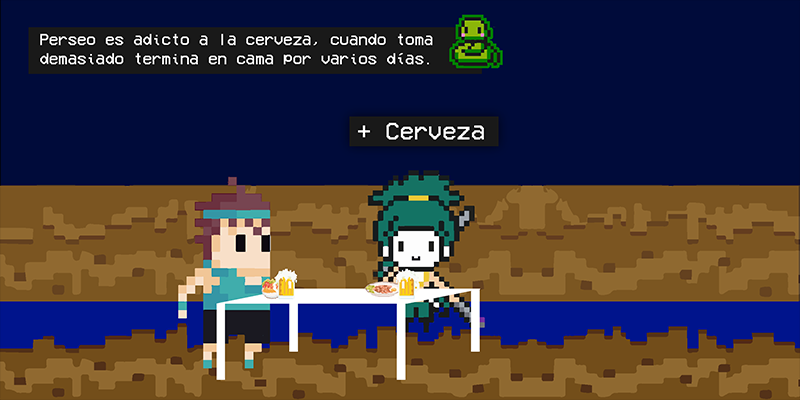 Perseo es adicto a la cerveza, cuando toma
demasiado termina en cama por varios días.
+ Cerveza